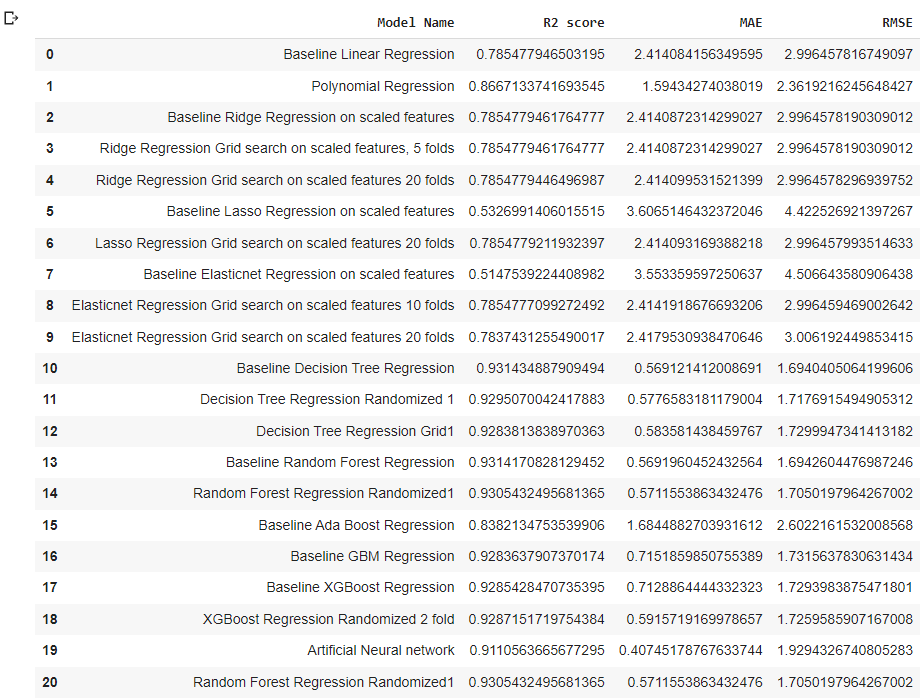 Model Name R2 score MAE RMSE
0 Baseline Linear Regression 0.785477946503195 2.414084156349595 2.996457816749097
1 Polynomial Regression 0.8667133741693545 1.59434274038019 2.3619216245648427
2 Baseline Ridge Regression on scaled features 0.7854779461764777 2.4140872314299027 2.9964578190309012
3 Ridge Regression Grid search on scaled features, 5 folds 0.7854779461764777 2.4140872314299027 2.9964578190309012
4 Ridge Regression Grid search on scaled features 20 folds 0.7854779446496987 2.414099531521399 2.9964578296939752
5 Baseline Lasso Regression on scaled features 0.5326991406015515 3.6065146432372046 4.422526921397267
6 Lasso Regression Grid search on scaled features 20 folds 0.7854779211932397 2.414093169388218 2.996457993514633
7 Baseline Elasticnet Regression on scaled features 0.5147539224408982 3.553359597250637 4.506643580906438
8 Elasticnet Regression Grid search on scaled features 10 folds 0.7854777099272492 2.4141918676693206 2.996459469002642
9 Elasticnet Regression Grid search on scaled features 20 folds 0.7837431255490017 2.4179530938470646 3.006192449853415
10 Baseline Decision Tree Regression 0.931434887909494 0.569121412008691 1.6940405064199606
11 Decision Tree Regression Randomized 1 0.9295070042417883 0.5776583181179004 1.7176915494905312
12 Decision Tree Regression Grid1 0.9283813838970363 0.583581438459767 1.7299947341413182
13 Baseline Random Forest Regression 0.9314170828129452 0.5691960452432564 1.6942604476987246
14 Random Forest Regression Randomized1 0.9305432495681365 0.5711553863432476 1.7050197964267002
15 Baseline Ada Boost Regression 0.8382134753539906 1.6844882703931612 2.6022161532008568
16 Baseline GBM Regression 0.9283637907370174 0.7151859850755389 1.7315637830631434
17 Baseline XGBoost Regression 0.9285428470735395 0.7128864444332323 1.7293983875471801
18 XGBoost Regression Randomized 2 fold 0.9287151719754384 0.5915719169978657 1.7259585907167008
19 Artificial Neural network 0.9110563665677295 0.40745178767633744 1.9294326740805283
20 Random Forest Regression Randomized1 0.9305432495681365 0.5711553863432476 1.7050197964267002